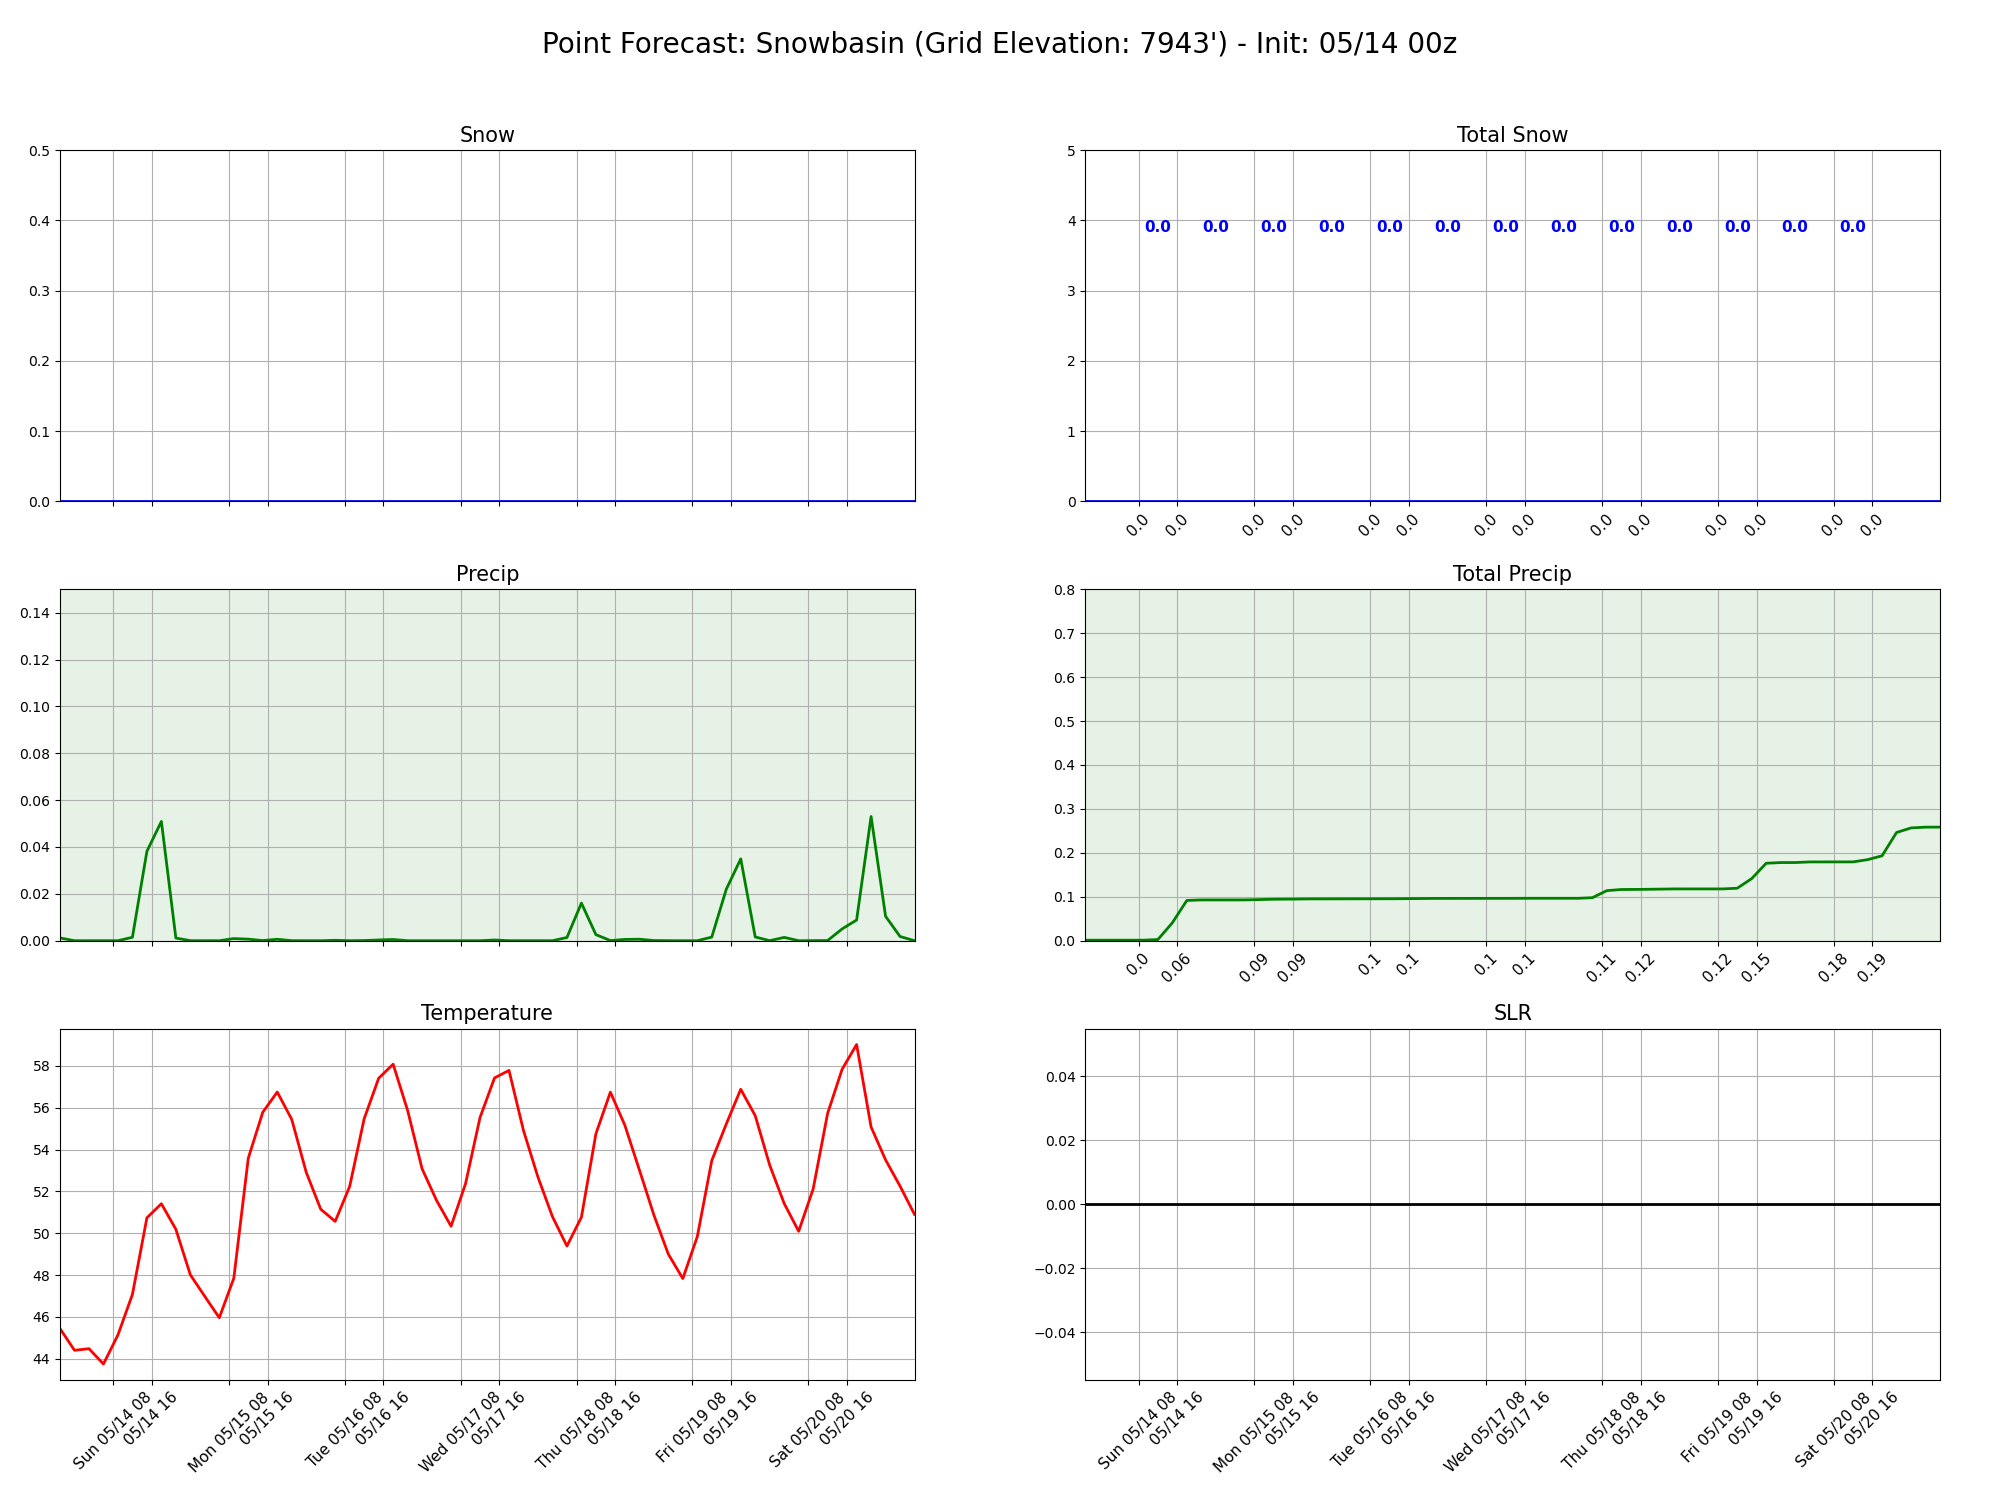 Point Forecast: Snowbasin (Grid Elevation: 7943') - Init: 05/14 00z
Snow
0.5
0.4
0.3
0.2
0.1
0.0
Total Snow
5
4
3
2
1
0
0.0 0.0 0.0 0.0 0.0 0.0 0.0 0.0 0.0 0.0 0.0 0.0 0.0
0.0 0.0 0.0 0.0 0.0 0.0 0.0 0.0 0.0 0.0 0.0 0.0 0.0 0.0
Precip
0.14
0.12
0.10
0.08
0.06
0.04
0.02
0.00
Total Precip
0.8
0.7
0.6
0.5
0.4
0.3
0.2
0.1
0.0
0.0 0.06 0.09 0.09 0.1 0.1 0.1 0.1 0.11 0.12 0.12 0.15 0.18 0.19
Temperature
58
56
54
52
50
48
46
44
Sun 05/14 08
05/14 16
Mon 05/15 08
05/15 16
Tue 05/16 08
05/16 16
Wed 05/17 08
05/17 16
Thu 05/18 08
05/18 16
Fri 05/19 08
05/19 16
Sat 05/20 08
05/20 16
SLR
0.04
0.02
0.00
−0.02
−0.04
Sun 05/14 08
05/14 16
Mon 05/15 08
05/15 16
Tue 05/16 08
05/16 16
Wed 05/17 08
05/17 16
Thu 05/18 08
05/18 16
Fri 05/19 08
05/19 16
Sat 05/20 08
05/20 16